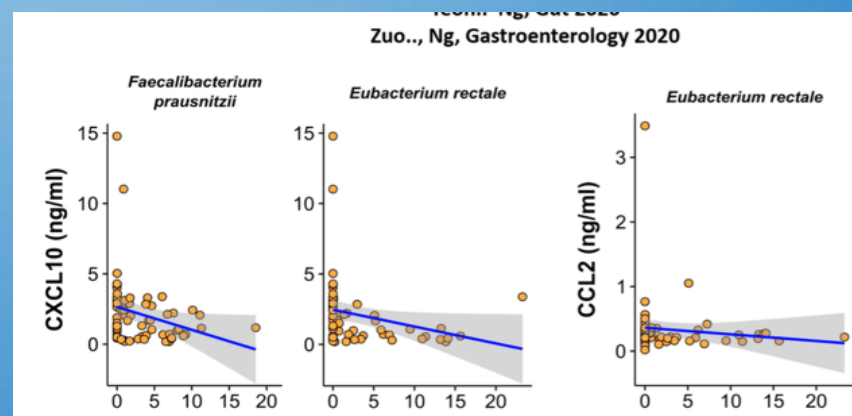 Zuo.., Ng, Gastroenterology 2020
Faecalibacterium
prausnitzii
Eubacterium rectale
Eubacterium rectale
CXCL10 (ng/ml)
15
10
5
0
0 5 10 15 20
15
10
5
0
0 5 10 15 20
CCL2 (ng/ml)
3
2
1
0
0 5 10 15 20